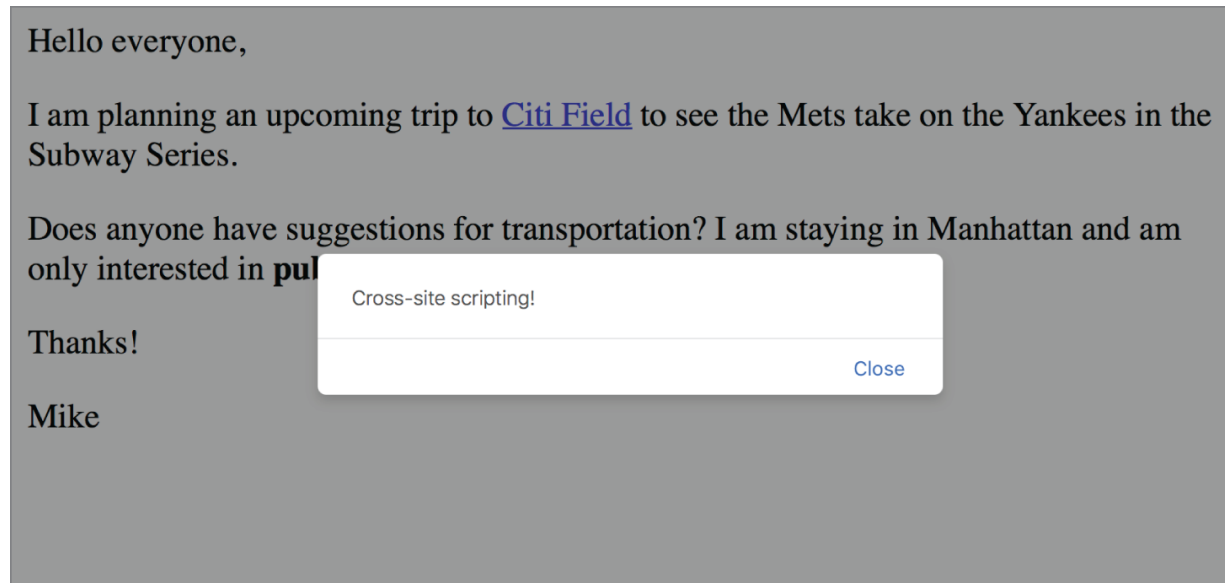 Hello everyone,
I am planning an upcoming trip to Citi Field to see the Mets take on the Yankees in the
Subway Series.
Does anyone have suggestions for transportation? I am staying in Manhattan and am
only interested in
Cross-site scripting!
Thanks!
Close
Mike